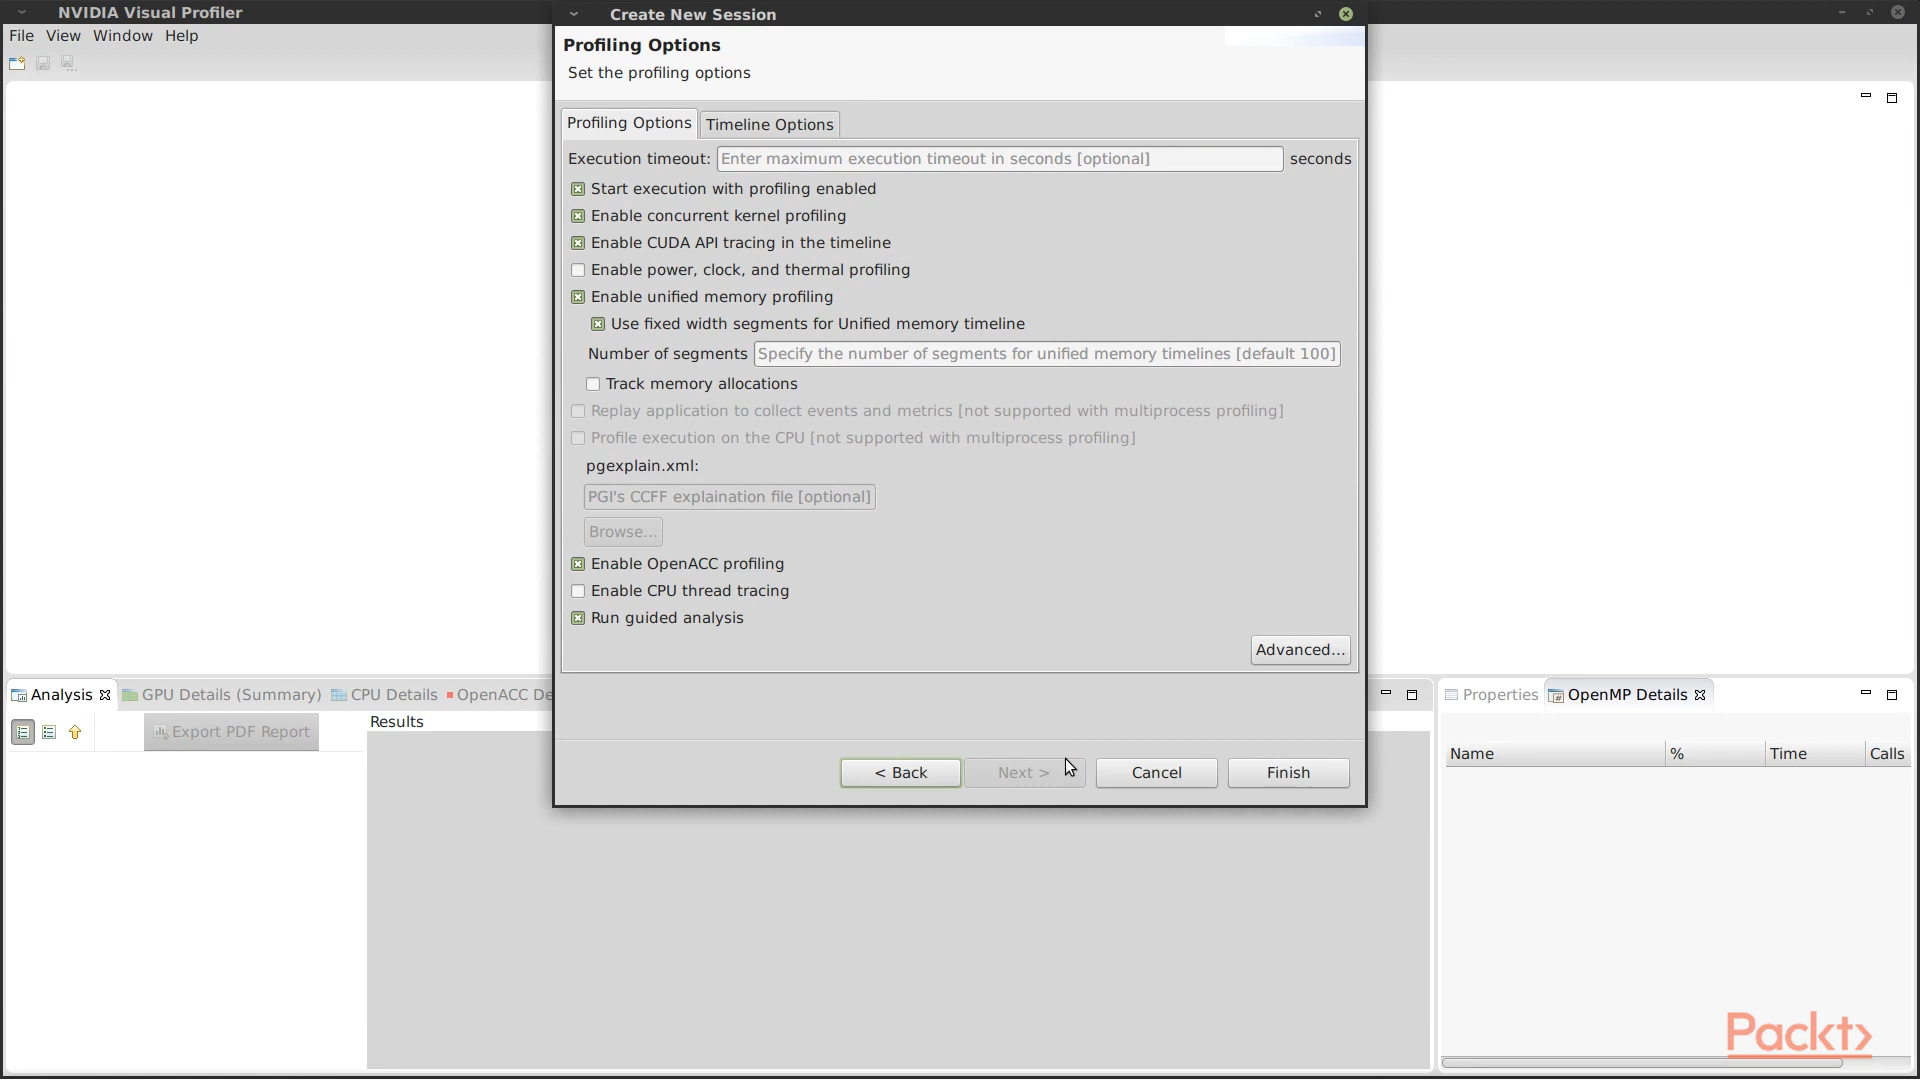 NVIDIA Visual Profiler
File View Window Help
Create New Session
Profiling Options
Set the profiling options
Profiling Options
Timeline Options
Execution timeout: Enter maximum execution timeout in seconds [optional] seconds
Start execution with profiling enabled
Enable concurrent kernel profiling
Enable CUDA API tracing in the timeline
Enable power, clock, and thermal profiling
Enable unified memory profiling
Use fixed width segments for Unified memory timeline
Number of segments Specify the number of segments for unified memory timelines [default 100]
Track memory allocations
Replay application to collect events and metrics [not supported with multiprocess profiling]
Profile execution on the CPU [not supported with multiprocess profiling]
pgexplain.xml:
PGI's CCFF explaination file [optional]
Browse...
Enable OpenACC profiling
Enable CPU thread tracing
Run guided analysis
Advanced...
< Back Next > Cancel Finish
Analysis GPU Details (Summary) CPU Details OpenACC De
Export PDF Report
Results
Properties OpenMP Details
Name % Time Calls
Packt>